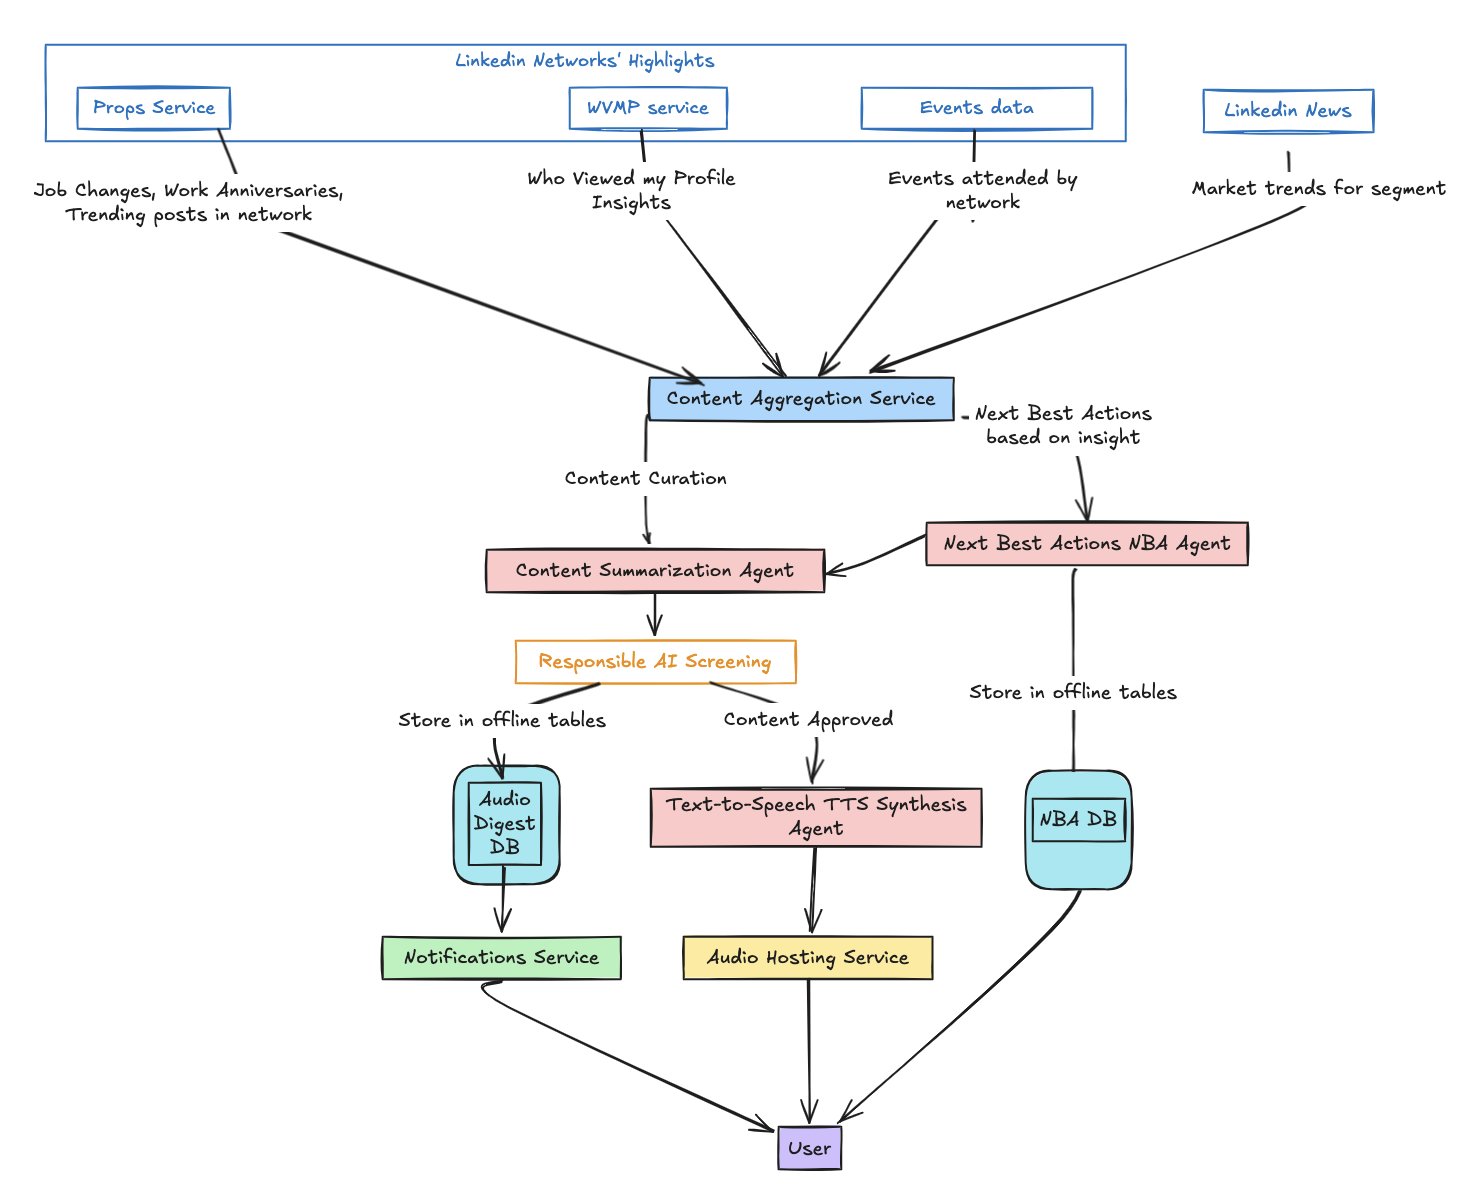 Linkedin Networks' Highlights
Props Service
WVMP service
Events data
Linkedin News
Job Changes, Work Anniversaries,
Trending posts in network
Who Viewed my Profile
Insights
Events attended by
network
Market trends for segment
Content Aggregation Service
Next Best Actions
based on insight
Content Curation
Next Best Actions NBA Agent
Content Summarization Agent
Responsible AI Screening
Store in offline tables
Store in offline tables
Content Approved
Audio
Digest
DB
Text-to-Speech TTS Synthesis
Agent
NBA DB
Notifications Service
Audio Hosting Service
User